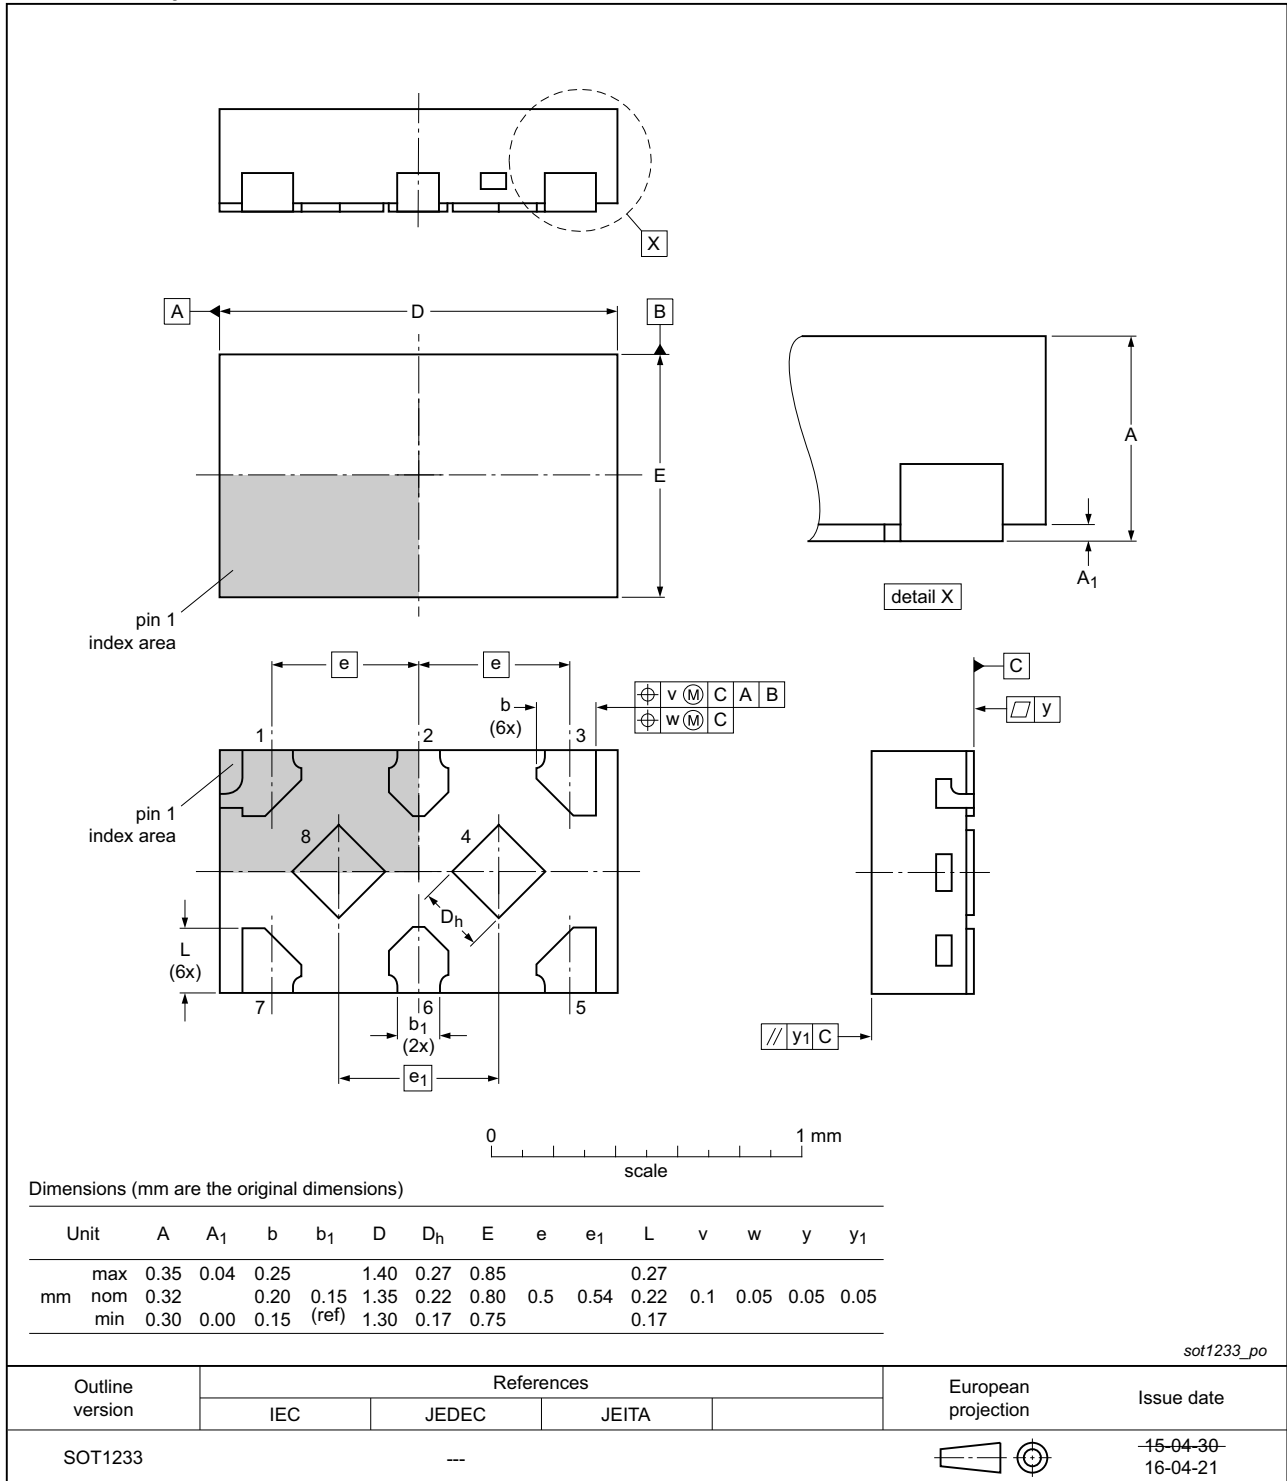 X
A D B
E
pin 1
index area
A
A1
detail X
e e
b
(6x)
v M C A B
w M C
C
y
1 2 3
pin 1
index area
8 4
Dh
L
(6x)
7 6 5
b1
(2x)
e1
// y1 C
0 1 mm
scale
Dimensions (mm are the original dimensions)
Unit A A1 b b1 D Dh E e e1 L v w y y1
max 0.35 0.04 0.25 1.40 0.27 0.85 0.27
mm nom 0.32 0.20 0.15 1.35 0.22 0.80 0.5 0.54 0.22 0.1 0.05 0.05 0.05
min 0.30 0.00 0.15 (ref) 1.30 0.17 0.75 0.17
sot1233_po
Outline version
References
European projection
Issue date
IEC JEDEC JEITA
SOT1233 ---
15-04-30
16-04-21